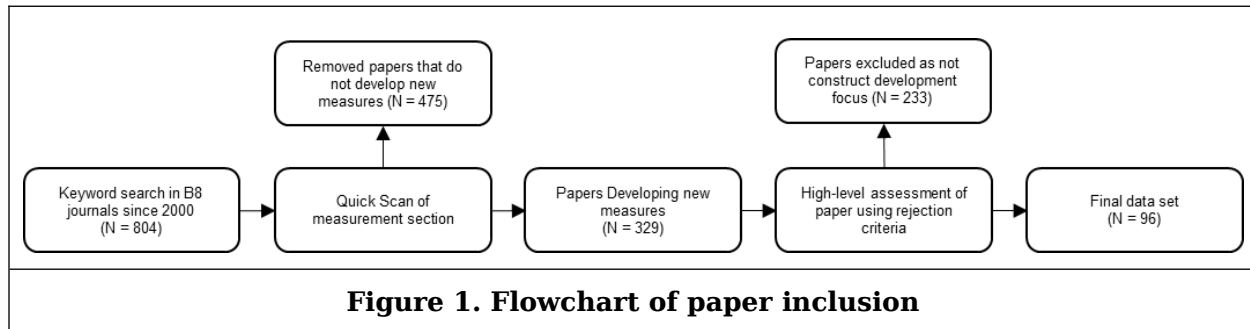 Removed papers that do
not develop new
measures (N = 475)
Papers excluded as not
construct development
focus (N = 233)
Keyword search in B8
journals since 2000
(N = 804)
Quick Scan of
measurement section
Papers Developing new
measures
(N = 329)
High-level assessment of
paper using rejection
criteria
Final data set
(N = 96)
Figure 1. Flowchart of paper inclusion